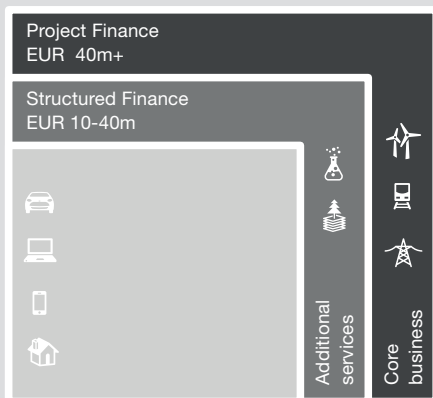 Project Finance
EUR 40m+
Structured Finance
EUR 10-40m
Additional
services
Core
business